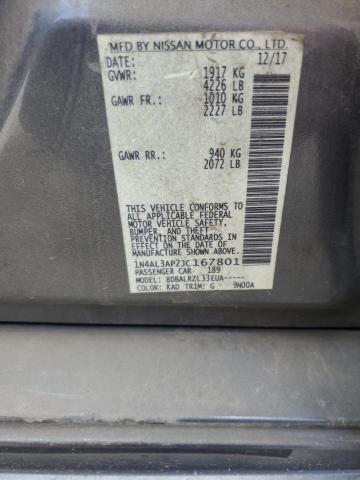 MFD BY NISSAN MOTOR CO., LTD.
DATE: 12/17
GVWR: 1917 KG
4226 LB
GAWR FR.: 1010 KG
2227 LB
GAWR RR.: 940 KG
2072 LB
THIS VEHICLE CONFORMS TO ALL
APPLICABLE FEDERAL
MOTOR VEHICLE SAFETY,
BUMPER, AND THEFT
PREVENTION STANDARDS IN
EFFECT ON THE DATE OF
MANUFACTURE SHOWN ABOVE
1N4AL3AP2JC167801
PASSENGER CAR 189
MODEL: BDBALRZL33EUA-----
COLOR: KAD TRIM: G 9N00A